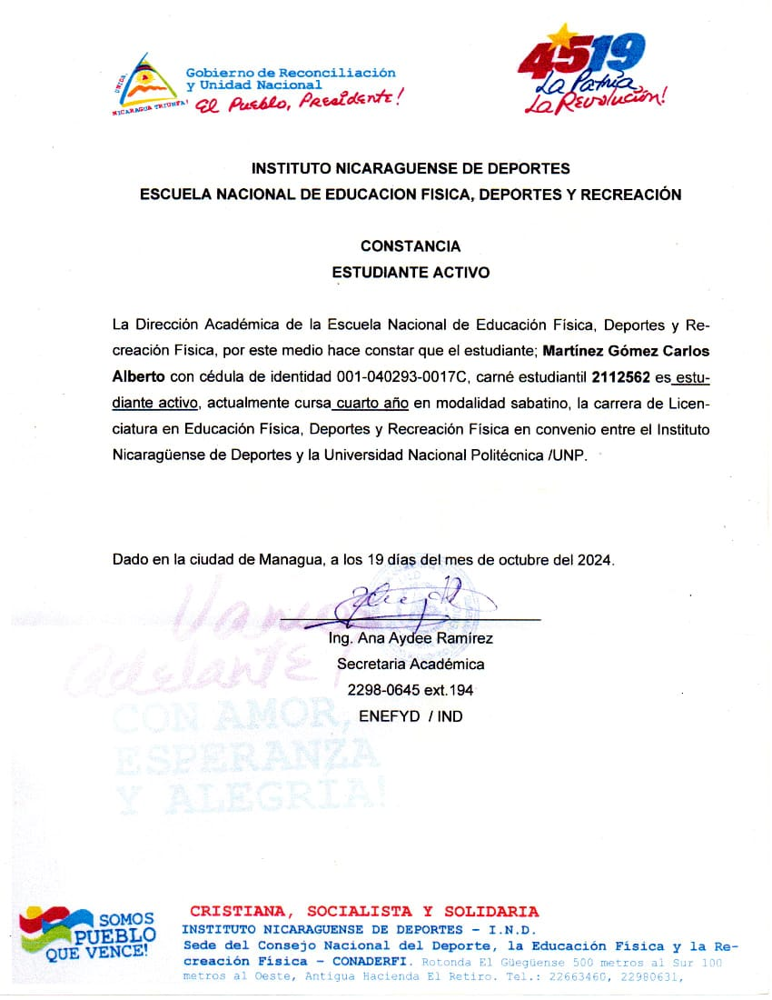 Gobierno de Reconciliación
y Unidad Nacional
El Pueblo, Presidente!
UNIDA,
NICARAGUA TRIUNFA!
4519
La Patria,
La Revolución!
INSTITUTO NICARAGUENSE DE DEPORTES
ESCUELA NACIONAL DE EDUCACION FISICA, DEPORTES Y RECREACIÓN
CONSTANCIA
ESTUDIANTE ACTIVO
La Dirección Académica de la Escuela Nacional de Educación Física, Deportes y Re-
creación Física, por este medio hace constar que el estudiante; Martínez Gómez Carlos
Alberto con cédula de identidad 001-040293-0017C, carné estudiantil 2112562 es estu-
diante activo, actualmente cursa cuarto año en modalidad sabatino, la carrera de Licen-
ciatura en Educación Física, Deportes y Recreación Física en convenio entre el Instituto
Nicaragüense de Deportes y la Universidad Nacional Politécnica /UNP.
Dado en la ciudad de Managua, a los 19 días del mes de octubre del 2024.
Ing. Ana Aydee Ramírez
Secretaria Académica
2298-0645 ext.194
ENEFYD / IND
Vamos
adelante!
CON AMOR,
ESPERANZA
Y ALEGRIA!
SOMOS
PUEBLO
QUE VENCE!
CRISTIANA, SOCIALISTA Y SOLIDARIA
INSTITUTO NICARAGUENSE DE DEPORTES – I.N.D.
Sede del Consejo Nacional del Deporte, la Educación Física y la Re-
creación Física – CONADERFI. Rotonda El Güegüense 500 metros al Sur 100
metros al Oeste, Antigua Hacienda El Retiro. Tel.: 22663460, 22980631,